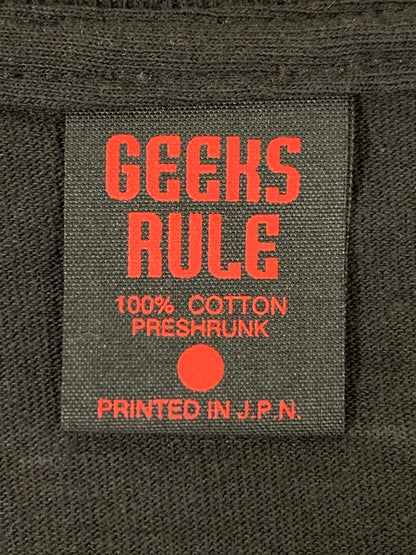 GEEKS
RULE
100% COTTON
PRESHRUNK
PRINTED IN J.P.N.